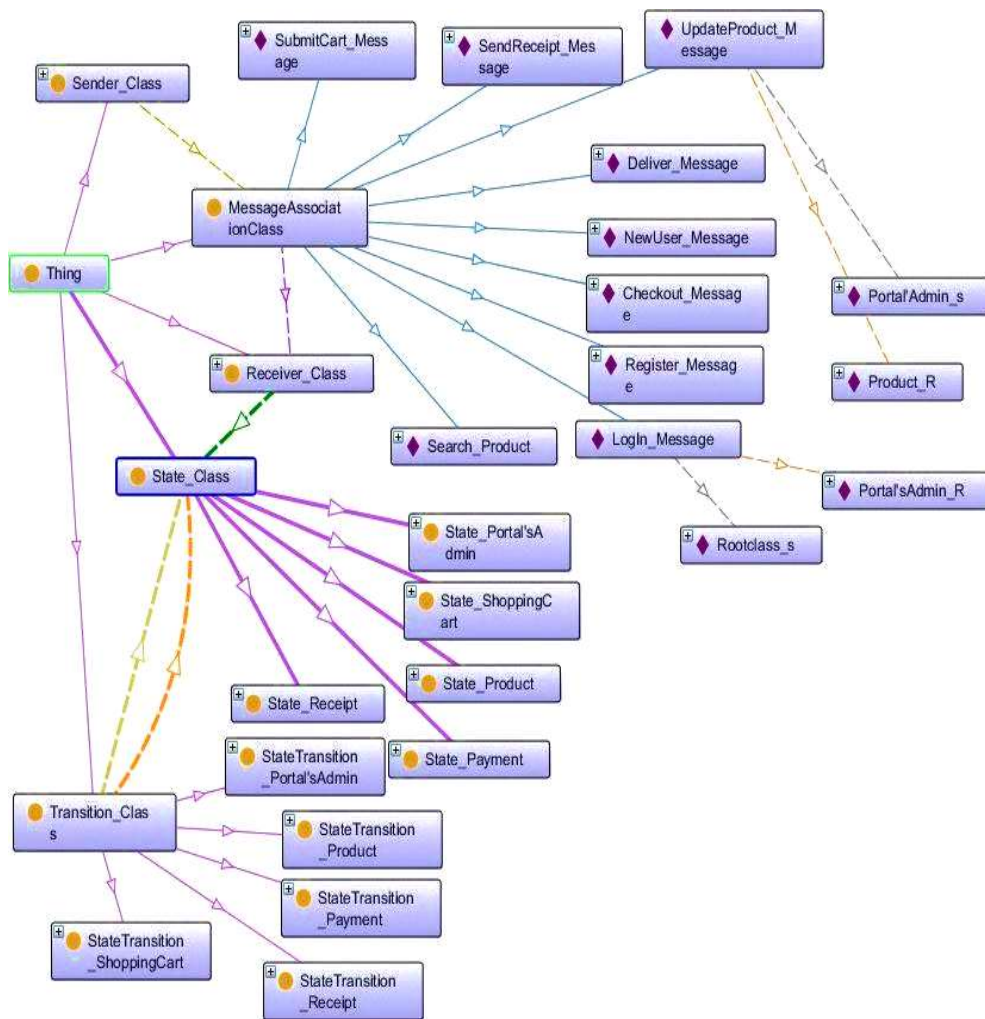 SubmitCart_Mess
age
SendReceipt_Me
ssage
UpdateProduct_M
essage
Sender_Class
Deliver_Message
MessageAssociat
ionClass
NewUser_Message
Thing
Checkout_Messag
e
Portal'Admin_s
Receiver_Class
Register_Messag
e
Product_R
Search_Product
LogIn_Message
State_Class
Portal'sAdmin_R
State_Portal'sA
dmin
Rootclass_s
State_ShoppingC
art
State_Product
State_Receipt
State_Payment
StateTransition
_Portal'sAdmin
Transition_Clas
s
StateTransition
_Product
StateTransition
_Payment
StateTransition
_ShoppingCart
StateTransition
_Receipt